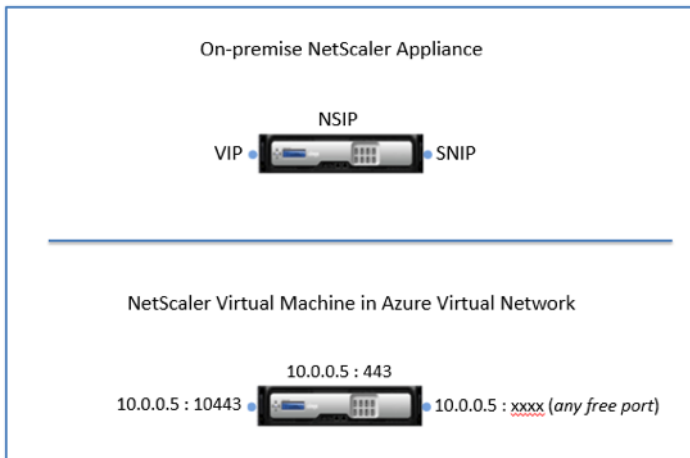 On-premise NetScaler Appliance
NSIP
VIP
SNIP
NetScaler Virtual Machine in Azure Virtual Network
10.0.0.5 : 443
10.0.0.5 : 10443
10.0.0.5 : xxxx (any free port)